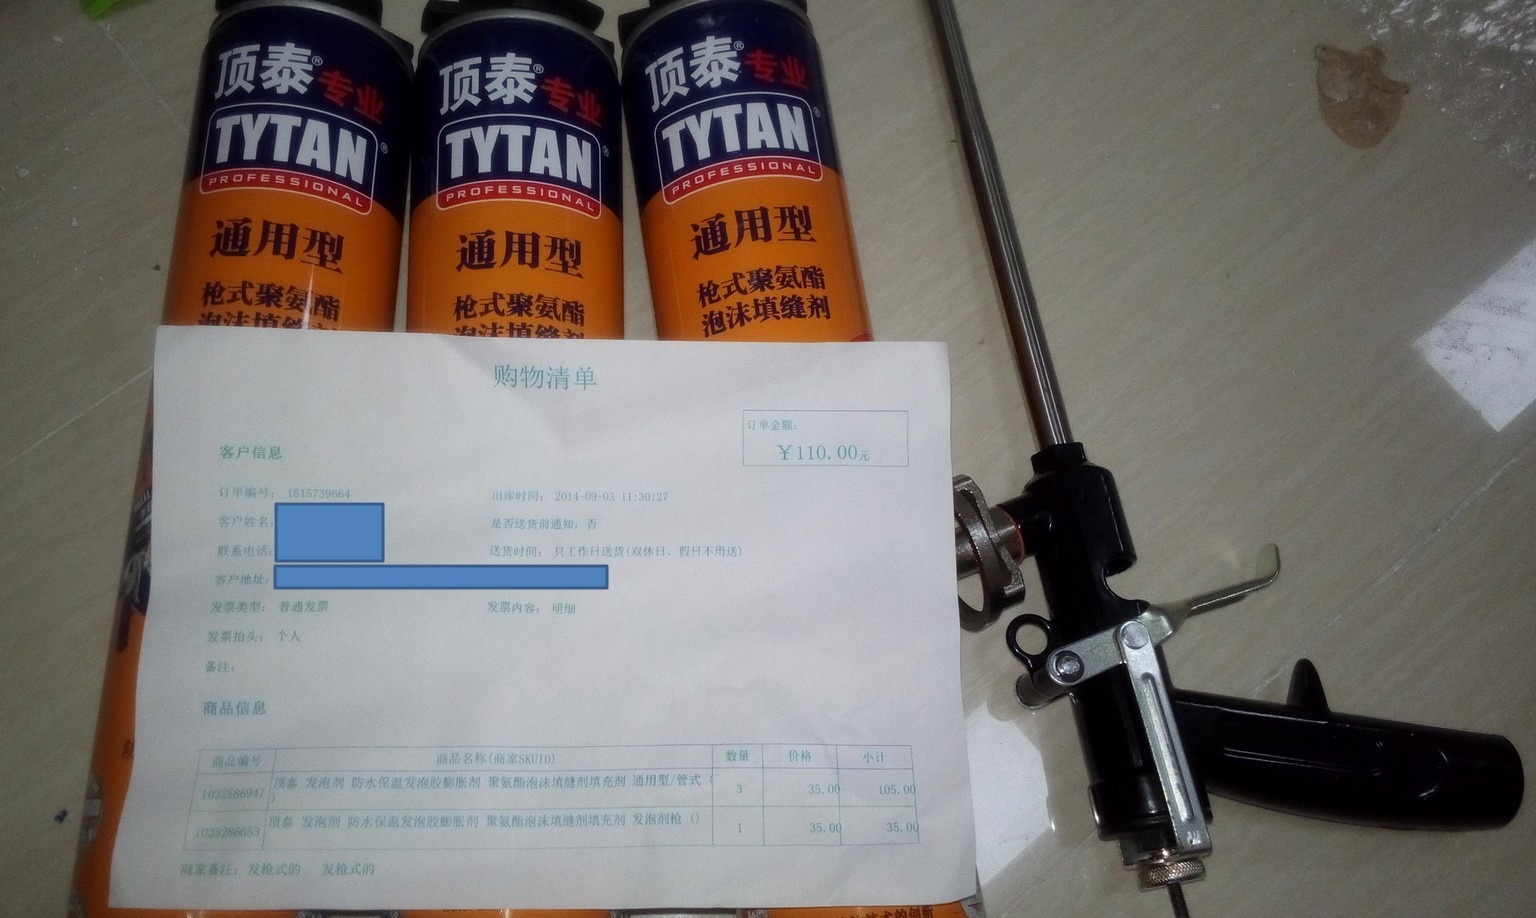 顶泰® 专业
TYTAN®
PROFESSIONAL
通用型
枪式聚氨酯
泡沫填缝剂
顶泰® 专业
TYTAN®
PROFESSIONAL
通用型
枪式聚氨酯
泡沫填缝剂
顶泰® 专业
TYTAN®
PROFESSIONAL
通用型
枪式聚氨酯
泡沫填缝剂
购物清单
订单金额:
¥110.00元
客户信息
订单编号: 1815739664 出库时间: 2014-09-03 11:30:27
客户姓名: 是否送货前通知: 否
联系电话: 送货时间: 只工作日送货(双休日、假日不用送)
客户地址:
发票类型: 普通发票 发票内容: 明细
发票抬头: 个人
备注:
商品信息
商品编号 商品名称(商家SKUID) 数量 价格 小计
1032586947 顶泰 发泡剂 防水保温发泡胶膨胀剂 聚氨酯泡沫填缝剂填充剂 通用型/管式 ( 3 35.00 105.00
)
1035286653 顶泰 发泡剂 防水保温发泡胶膨胀剂 聚氨酯泡沫填缝剂填充剂 发泡剂枪 () 1 35.00 35.00
商家备注: 发枪式的 发枪式的